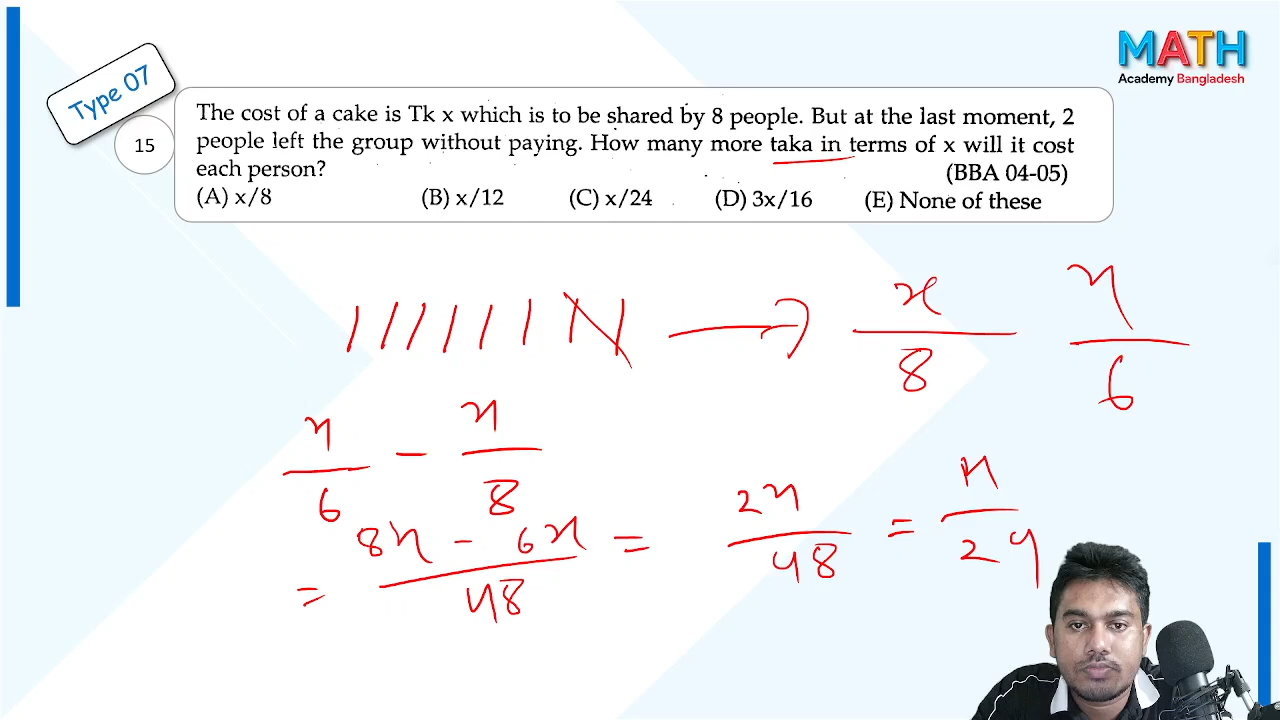 MATH
Academy Bangladesh
Type 07
15
The cost of a cake is Tk x which is to be shared by 8 people. But at the last moment, 2
people left the group without paying. How many more taka in terms of x will it cost
each person?
(BBA 04-05)
(A) x/8 (B) x/12 (C) x/24 (D) 3x/16 (E) None of these
x/8 x/6
x/6 - x/8
= 8x - 6x/48 = 2x/48 = x/24